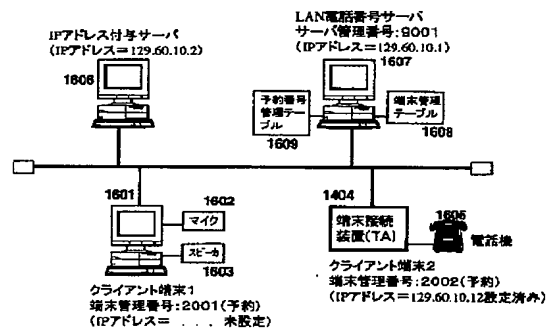 IPアドレス付与サーバ
(IPアドレス=129.60.10.2)
1606
LAN電話番号サーバ
サーバ管理番号:9001
(IPアドレス=129.60.10.1)
1607
予約番号
管理テー
ブル
1609
端末管理
テーブル
1608
1601
1602
マイク
スピーカ
1603
クライアント端末1
端末管理番号:2001(予約)
(IPアドレス= . . . 未設定)
1404
端末接続
装置(TA)
1605
電話機
クライアント端末2
端末管理番号:2002(予約)
(IPアドレス=129.60.10.12設定済み)